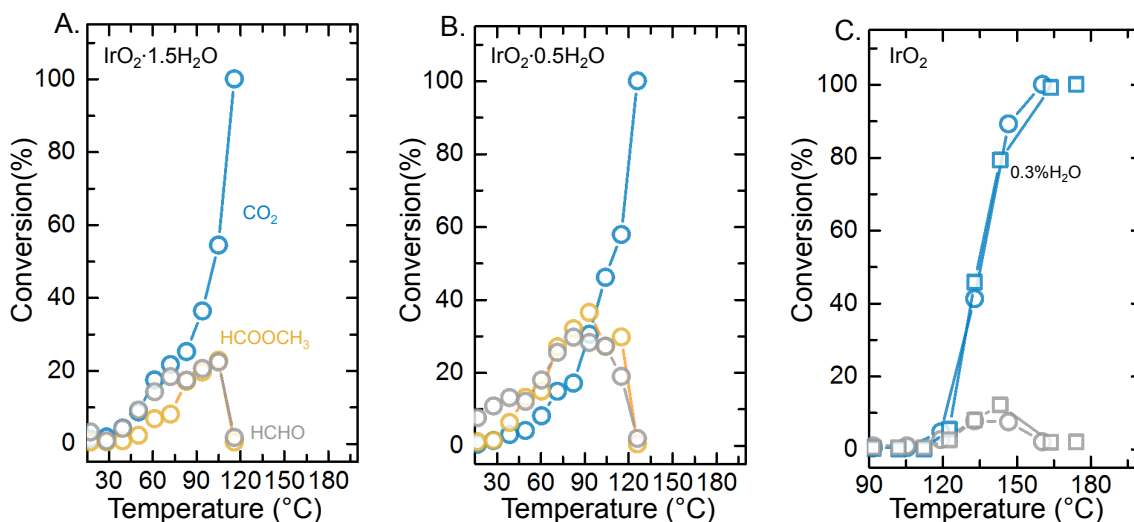 A.
IrO₂·1.5H₂O
100
80
60
40
20
0
Conversion(%)
CO₂
HCOOCH₃
HCHO
30 60 90 120 150 180
Temperature (°C)
B.
IrO₂·0.5H₂O
100
80
60
40
20
0
Conversion(%)
30 60 90 120 150 180
Temperature (°C)
C.
IrO₂
100
80
60
40
20
0
Conversion(%)
0.3%H₂O
90 120 150 180
Temperature (°C)